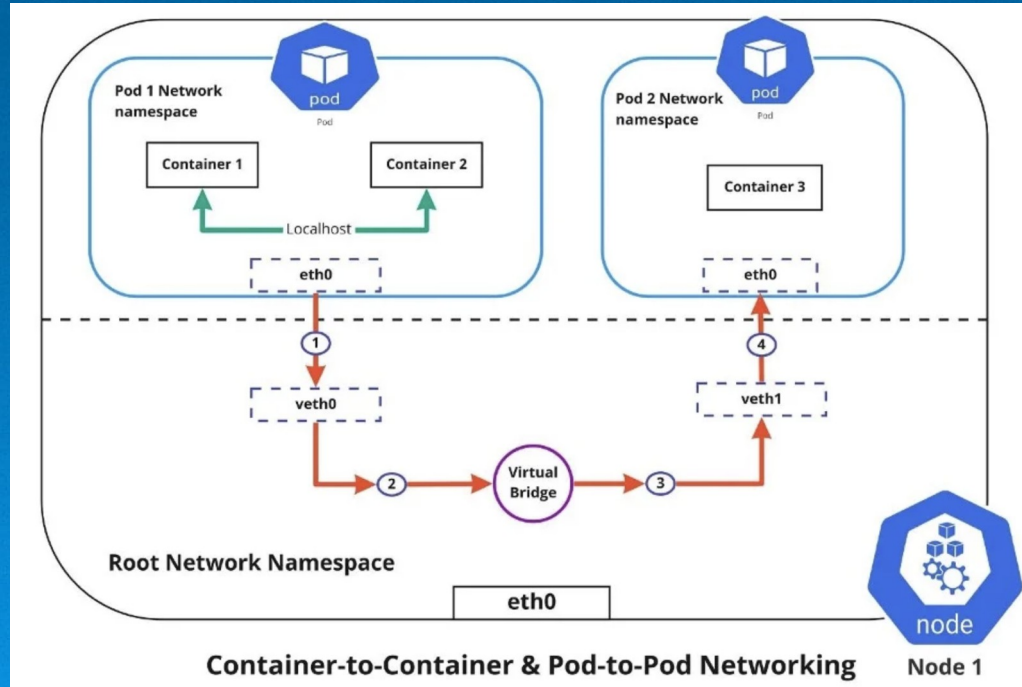 pod
Pod
Pod 1 Network
namespace
Container 1
Container 2
Localhost
eth0
pod
Pod
Pod 2 Network
namespace
Container 3
eth0
1
4
veth0
veth1
2
Virtual
Bridge
3
Root Network Namespace
eth0
node
Container-to-Container & Pod-to-Pod Networking
Node 1